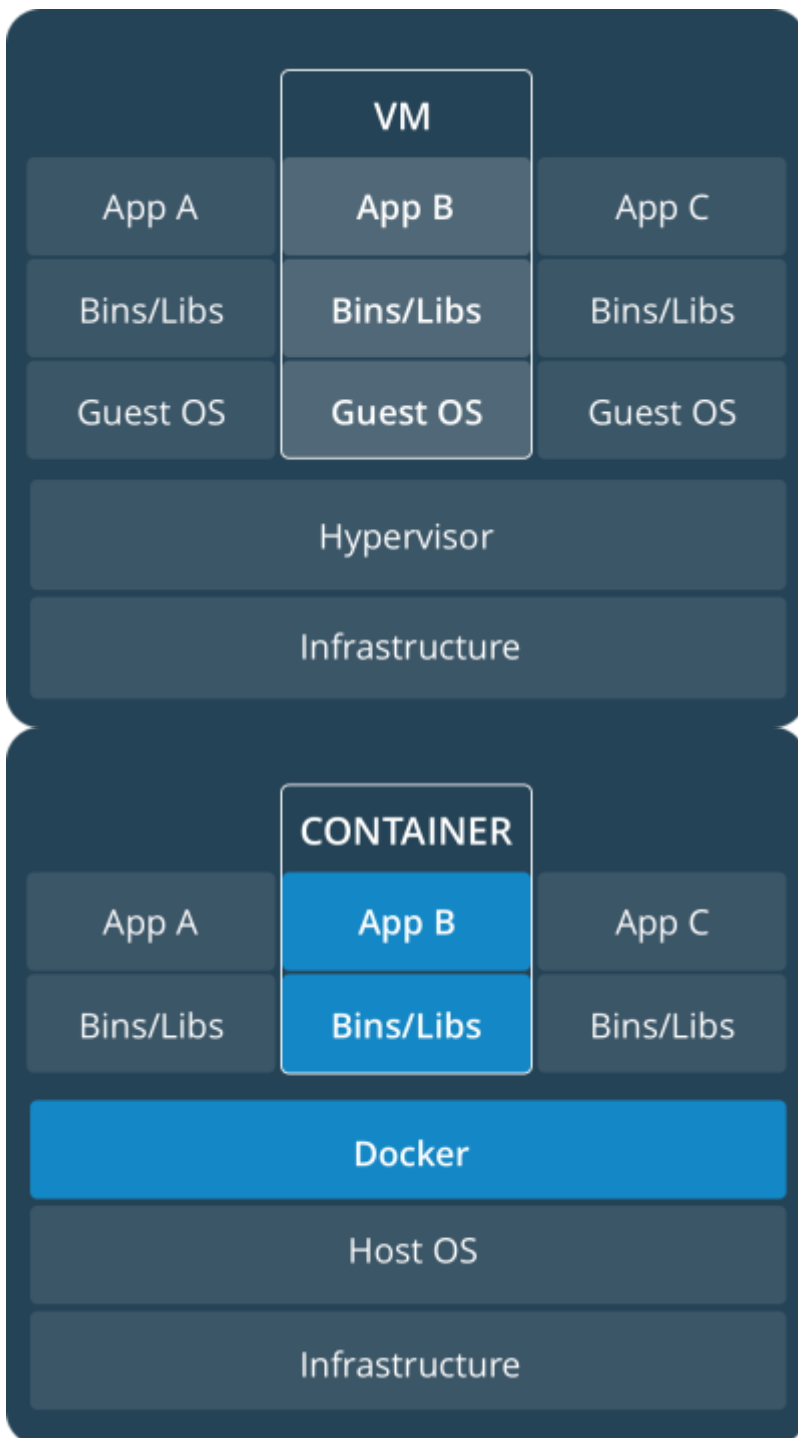 VM
App A App B App C
Bins/Libs Bins/Libs Bins/Libs
Guest OS Guest OS Guest OS
Hypervisor
Infrastructure
CONTAINER
App A App B App C
Bins/Libs Bins/Libs Bins/Libs
Docker
Host OS
Infrastructure